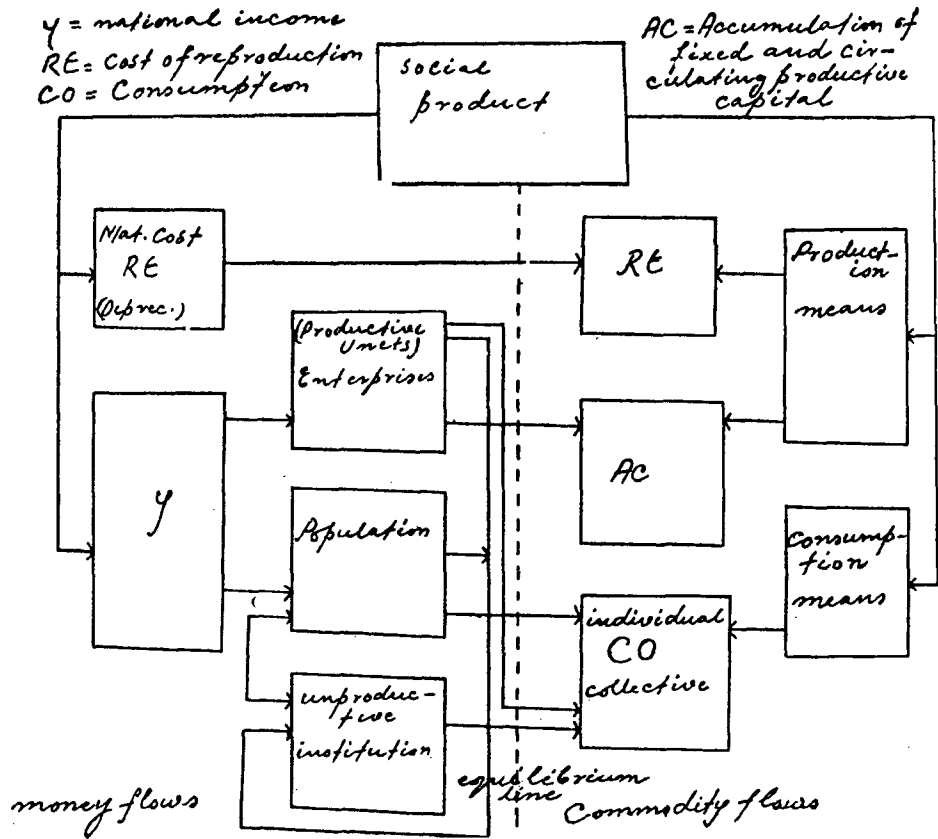 Y = national income
RE = Cost of reproduction
CO = Consumption
AC = Accumulation of
fixed and cir-
culating productive
capital
social
product
Mat. Cost
RE
(Deprec.)
RE
Product-
ion
means
(Productive
Units)
Enterprises
Y
AC
Population
Consump-
tion
means
individual
CO
collective
unproduc-
tive
institution
money flows
equilibrium
line
Commodity flows